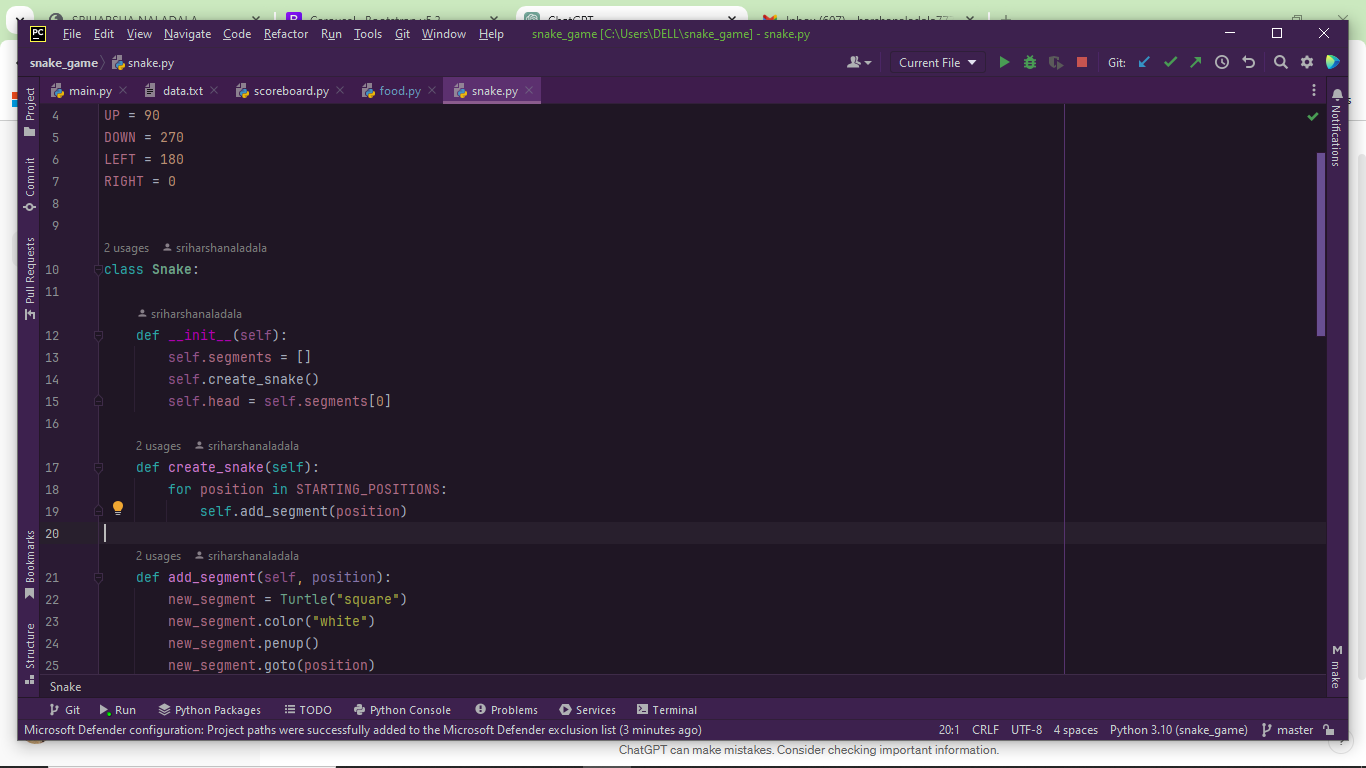 SRIHARSHA NALADALA Carousel · Bootstrap v5.3 ChatGPT Inbox (607)
PC File Edit View Navigate Code Refactor Run Tools Git Window Help snake_game [C:\Users\DELL\snake_game] - snake.py
snake_game snake.py Current File Git:
main.py data.txt scoreboard.py food.py snake.py
Project
Commit
Pull Requests
Bookmarks
Structure
4 UP = 90
5 DOWN = 270
6 LEFT = 180
7 RIGHT = 0
8
9
2 usages sriharshanaladala
10 class Snake:
11
sriharshanaladala
12 def __init__(self):
13 self.segments = []
14 self.create_snake()
15 self.head = self.segments[0]
16
2 usages sriharshanaladala
17 def create_snake(self):
18 for position in STARTING_POSITIONS:
19 self.add_segment(position)
20
2 usages sriharshanaladala
21 def add_segment(self, position):
22 new_segment = Turtle("square")
23 new_segment.color("white")
24 new_segment.penup()
25 new_segment.goto(position)
Notifications
M make
Snake
Git Run Python Packages TODO Python Console Problems Services Terminal
Microsoft Defender configuration: Project paths were successfully added to the Microsoft Defender exclusion list (3 minutes ago) 20:1 CRLF UTF-8 4 spaces Python 3.10 (snake_game) master
ChatGPT can make mistakes. Consider checking important information. ?